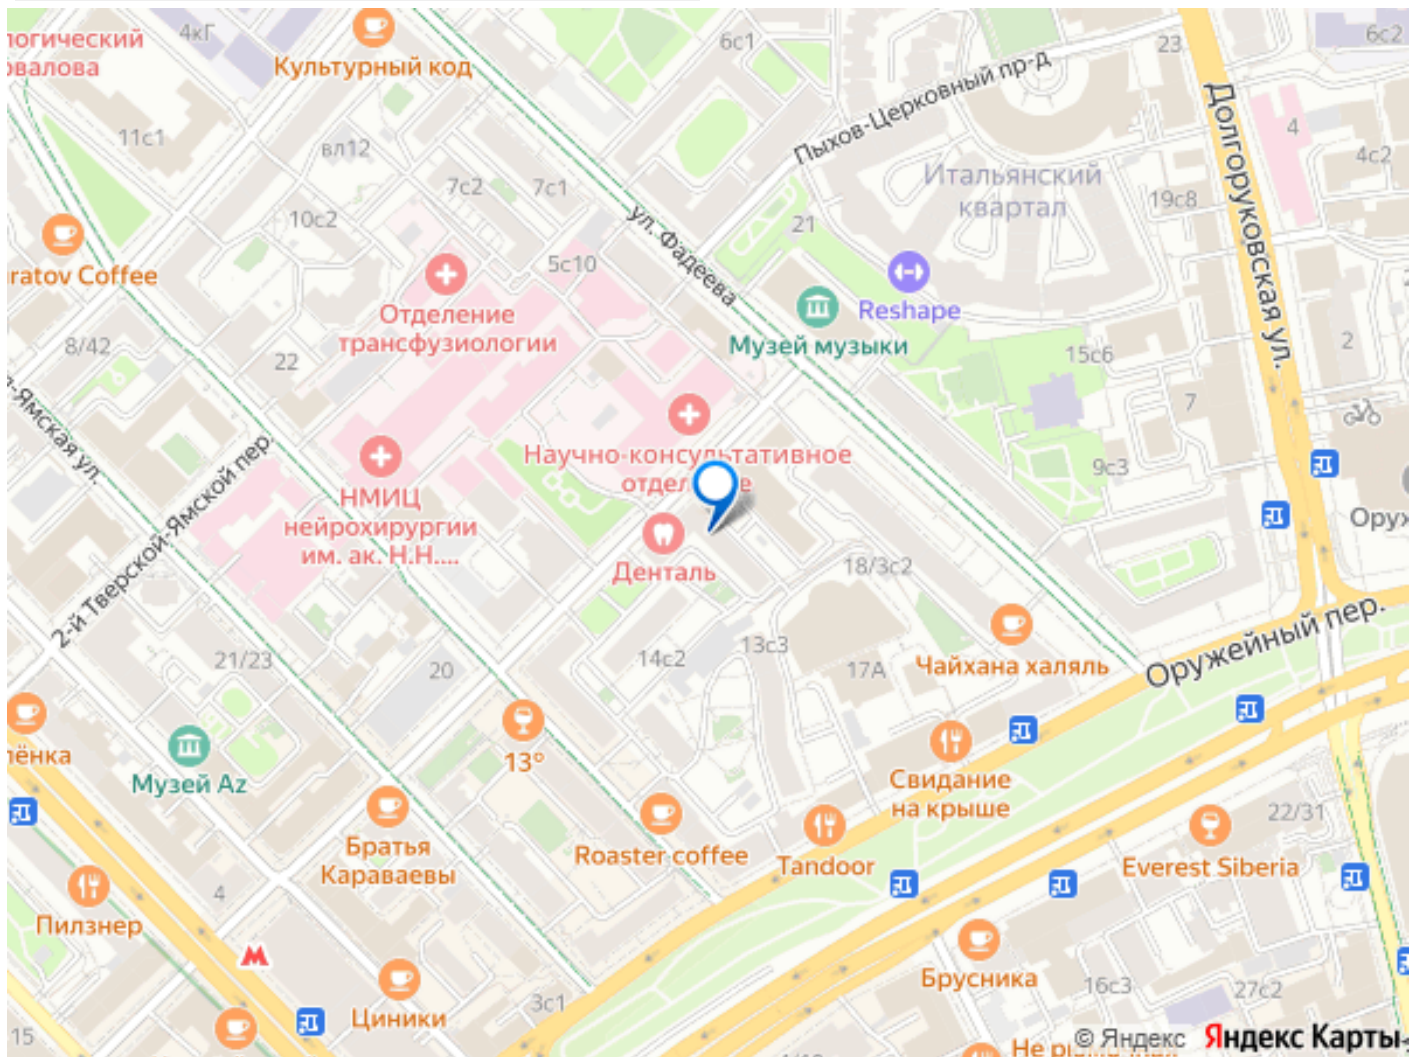 логический
4кГ
Культурный код
6с1
23
6с2
11с1
вл12
7с2
7с1
Пыхов-Церковный пр-д
Долгоруковская ул.
4
4с2
Итальянский
квартал
19с8
10с2
ул. Фадеева
21
5с10
ratov Coffee
Отделение
трансфузиологии
Reshape
Музей музыки
8/42
22
15с6
2
7
-Ямская ул.
2-й Тверской-Ямской пер.
Научно-консультативное
9с3
НМИЦ
нейрохирургии
им. ак. Н.Н....
Денталь
18/3с2
Оружейный пер.
21/23
20
14с2
13с3
17А
Чайхана халяль
13°
Музей Az
Свидание
на крыше
22/31
Братья
Караваевы
Roaster coffee
Tandoor
Everest Siberia
4
Пилзнер
Брусника
16с3
27с2
3с1
Циники
15
© Яндекс
Яндекс Карты